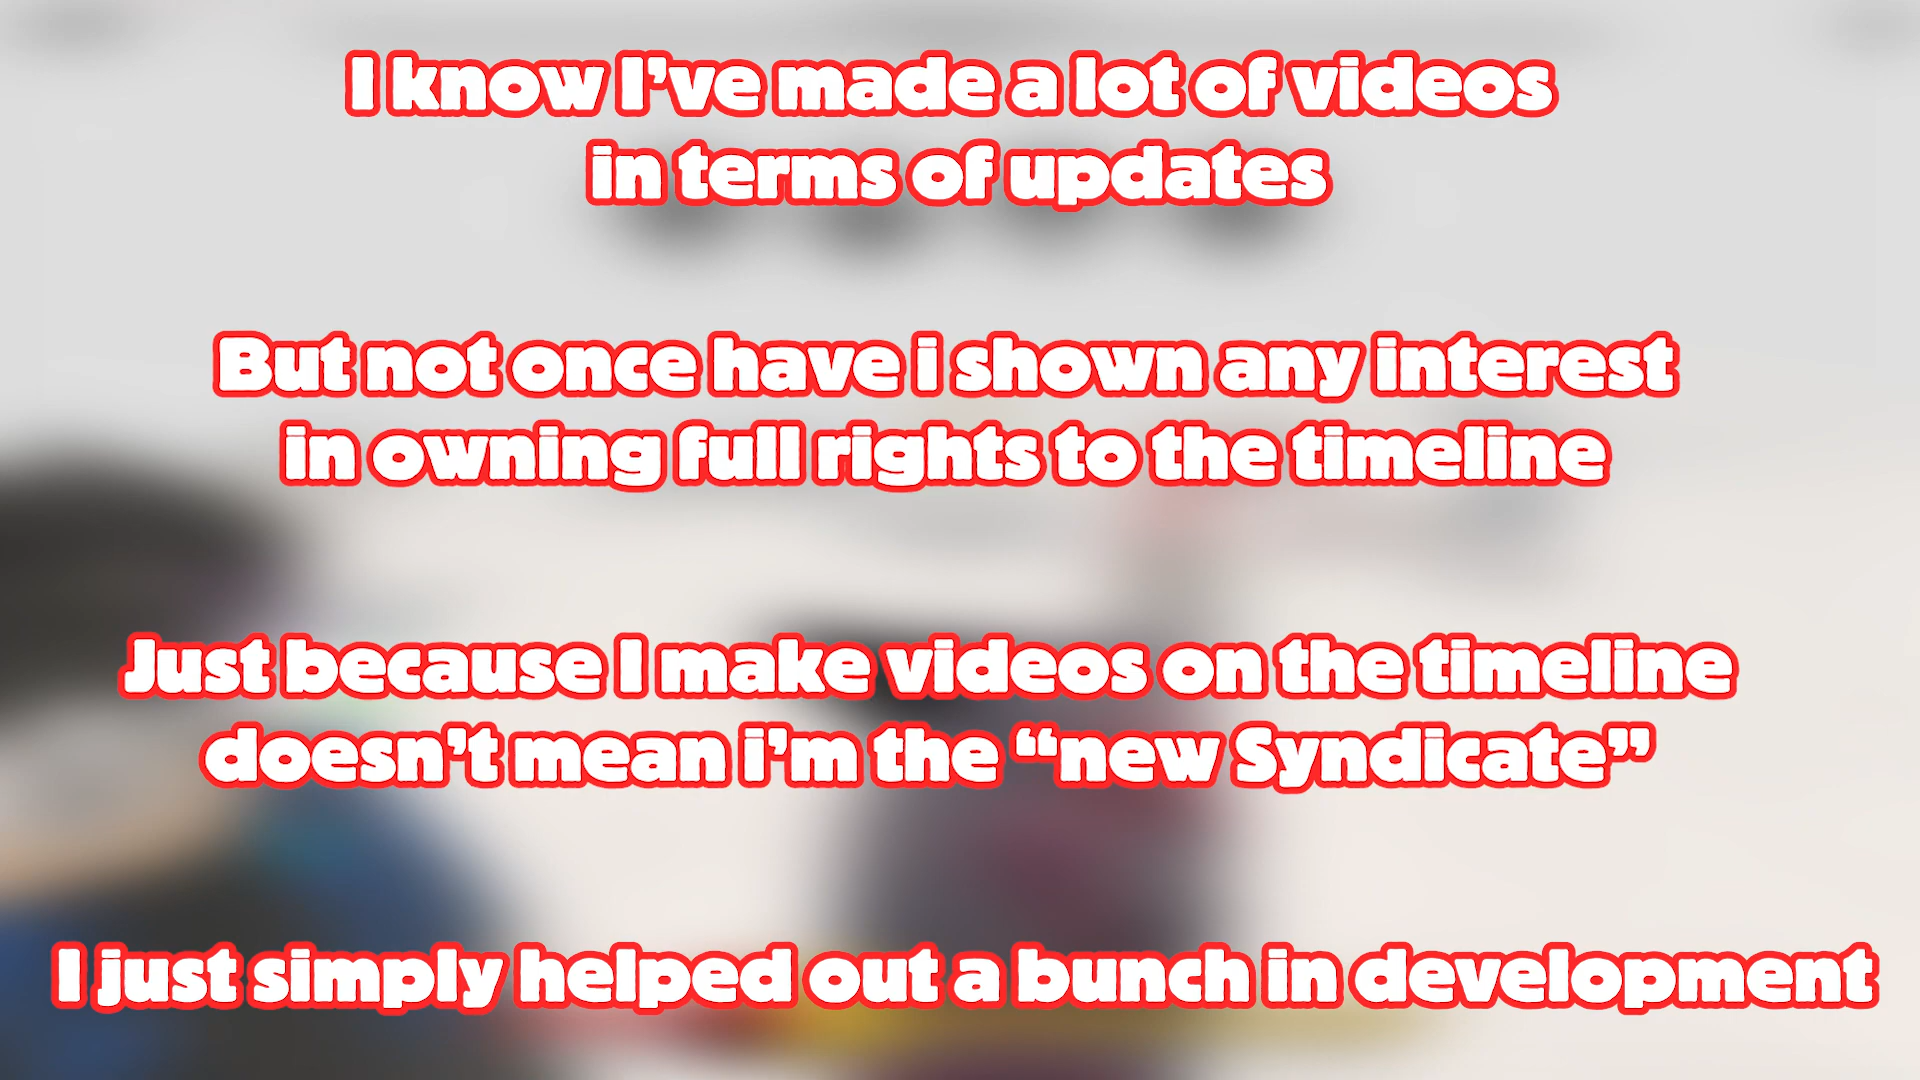 I know I’ve made a lot of videos
in terms of updates
But not once have i shown any interest
in owning full rights to the timeline
Just because I make videos on the timeline
doesn’t mean i’m the “new Syndicate”
I just simply helped out a bunch in development